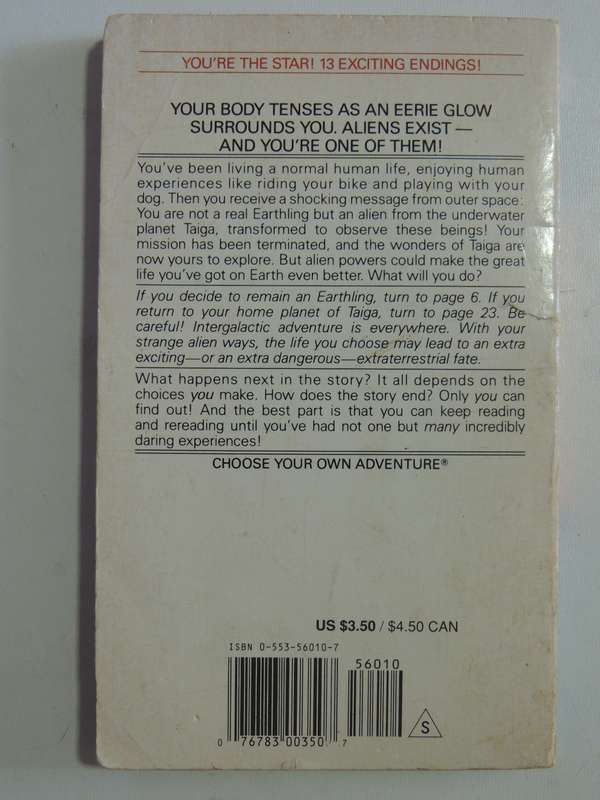 YOU'RE THE STAR! 13 EXCITING ENDINGS!
YOUR BODY TENSES AS AN EERIE GLOW
SURROUNDS YOU. ALIENS EXIST —
AND YOU'RE ONE OF THEM!
You've been living a normal human life, enjoying human
experiences like riding your bike and playing with your
dog. Then you receive a shocking message from outer space:
You are not a real Earthling but an alien from the underwater
planet Taiga, transformed to observe these beings! Your
mission has been terminated, and the wonders of Taiga are
now yours to explore. But alien powers could make the great
life you've got on Earth even better. What will you do?
If you decide to remain an Earthling, turn to page 6. If you
return to your home planet of Taiga, turn to page 23. Be
careful! Intergalactic adventure is everywhere. With your
strange alien ways, the life you choose may lead to an extra
exciting—or an extra dangerous—extraterrestrial fate.
What happens next in the story? It all depends on the
choices you make. How does the story end? Only you can
find out! And the best part is that you can keep reading
and rereading until you've had not one but many incredibly
daring experiences!
CHOOSE YOUR OWN ADVENTURE®
US $3.50 / $4.50 CAN
ISBN 0-553-56010-7
56010
0 76783 00350 7
S